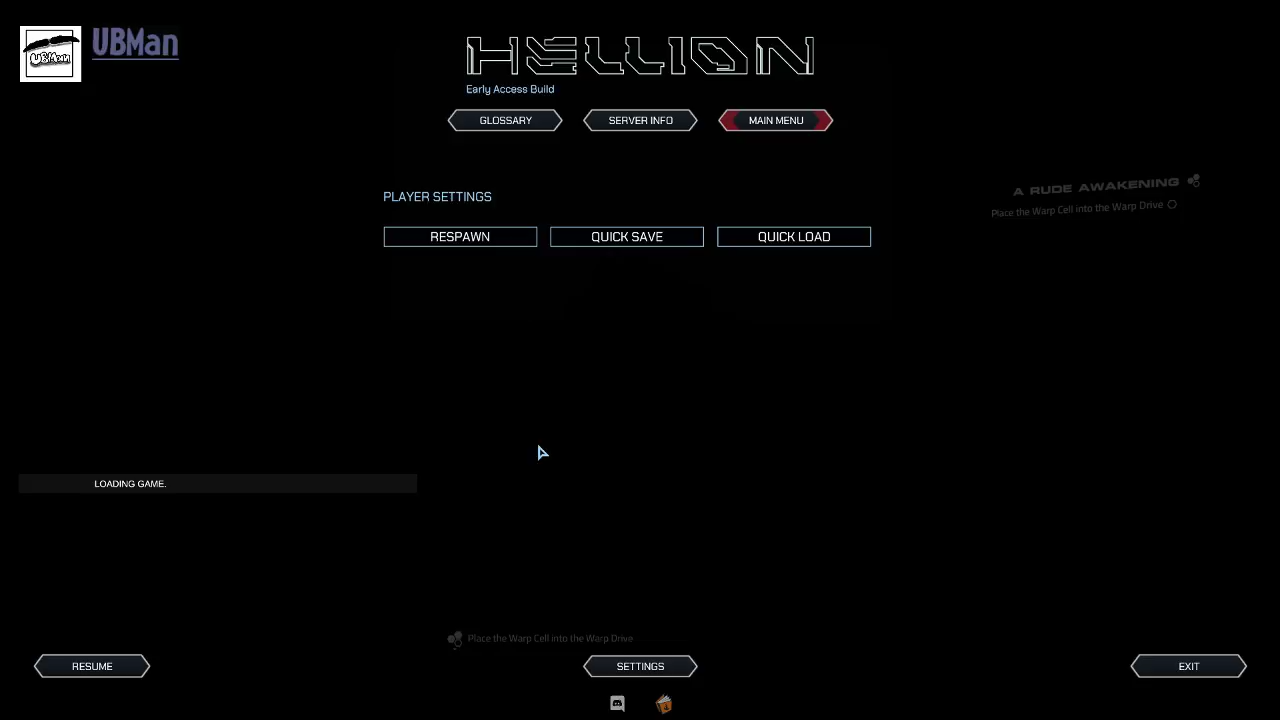 UBMan
UBMan
HELLION
Early Access Build
GLOSSARY
SERVER INFO
MAIN MENU
PLAYER SETTINGS
A RUDE AWAKENING
Place the Warp Cell into the Warp Drive
RESPAWN
QUICK SAVE
QUICK LOAD
LOADING GAME.
Place the Warp Cell into the Warp Drive
RESUME
SETTINGS
EXIT